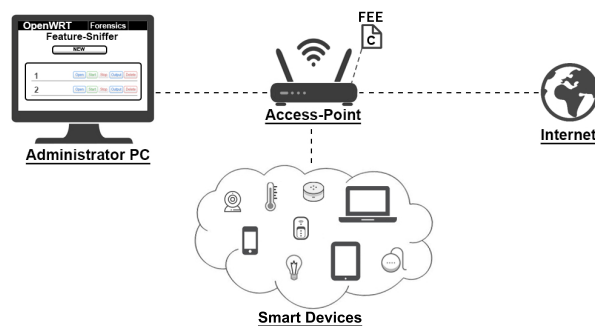 OpenWRT Forensics
Feature-Sniffer
NEW
1 Open Start Stop Output Delete
2 Open Start Stop Output Delete
Administrator PC
FEE
C
Access-Point
Internet
Smart Devices